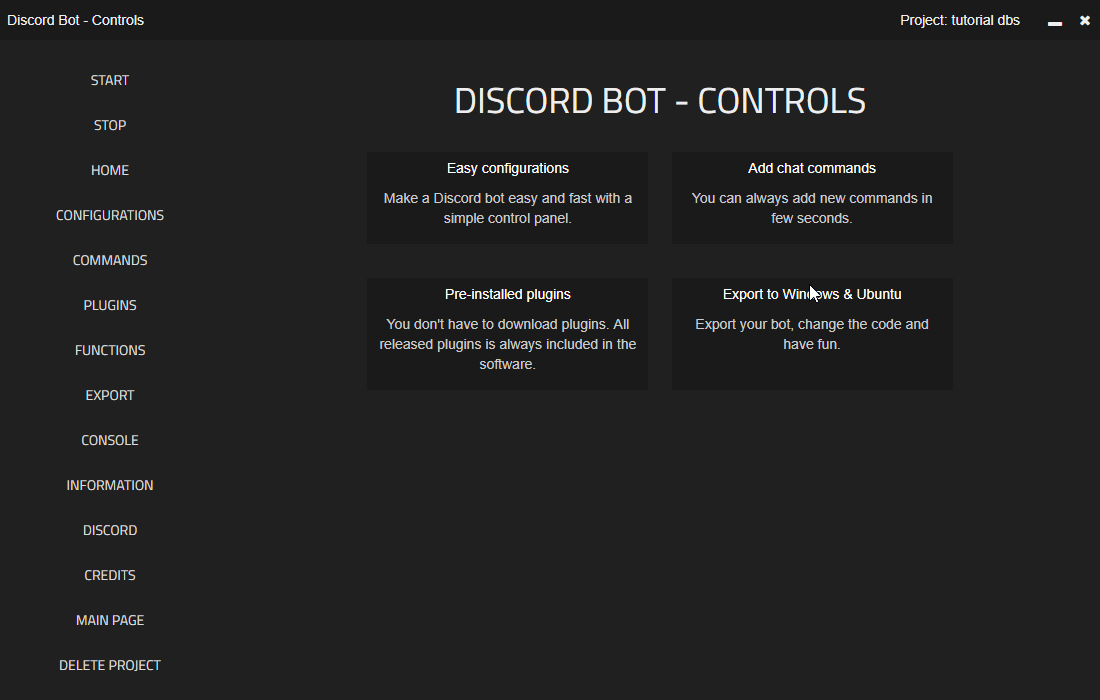 Discord Bot - Controls
Project: tutorial dbs
START
STOP
HOME
CONFIGURATIONS
COMMANDS
PLUGINS
FUNCTIONS
EXPORT
CONSOLE
INFORMATION
DISCORD
CREDITS
MAIN PAGE
DELETE PROJECT
DISCORD BOT - CONTROLS
Easy configurations
Make a Discord bot easy and fast with a
simple control panel.
Add chat commands
You can always add new commands in
few seconds.
Pre-installed plugins
You don't have to download plugins. All
released plugins is always included in the
software.
Export to Windows & Ubuntu
Export your bot, change the code and
have fun.